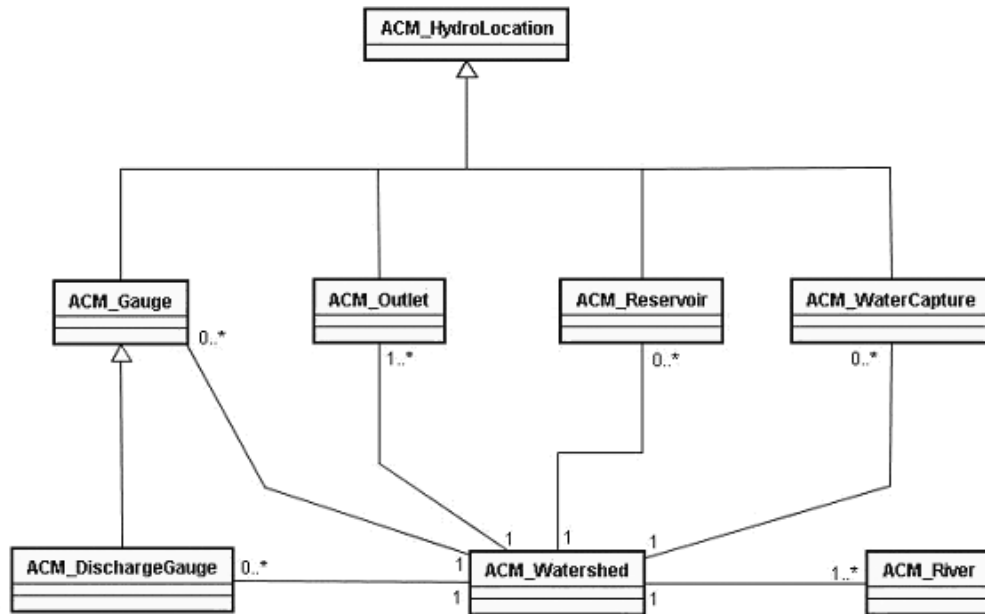 ACM_HydroLocation
ACM_Gauge
ACM_Outlet
ACM_Reservoir
ACM_WaterCapture
0..*
1..*
0..*
0..*
1
1
1
1
ACM_DischargeGauge
0..*
1
ACM_Watershed
1
1..*
ACM_River